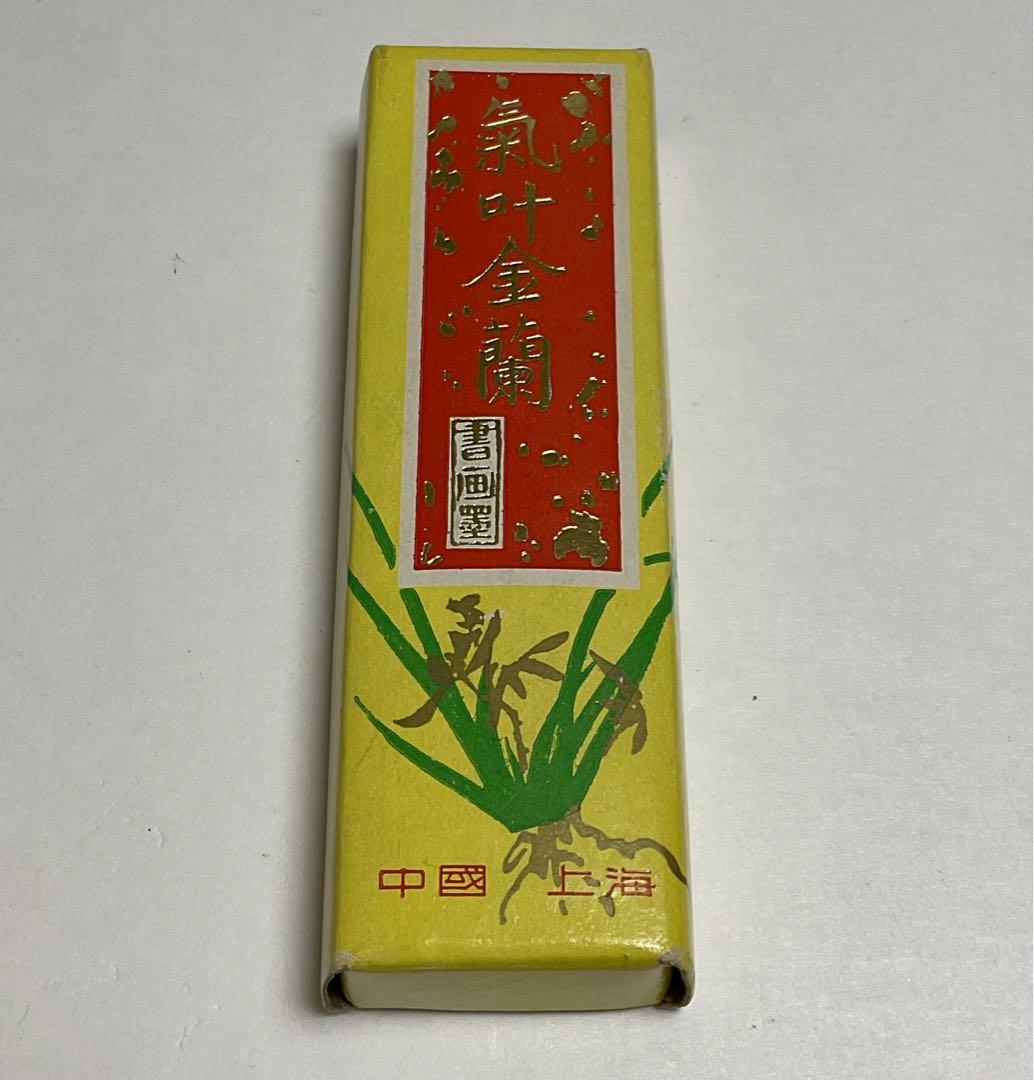 氣叶金蘭
書画墨
中國 上海